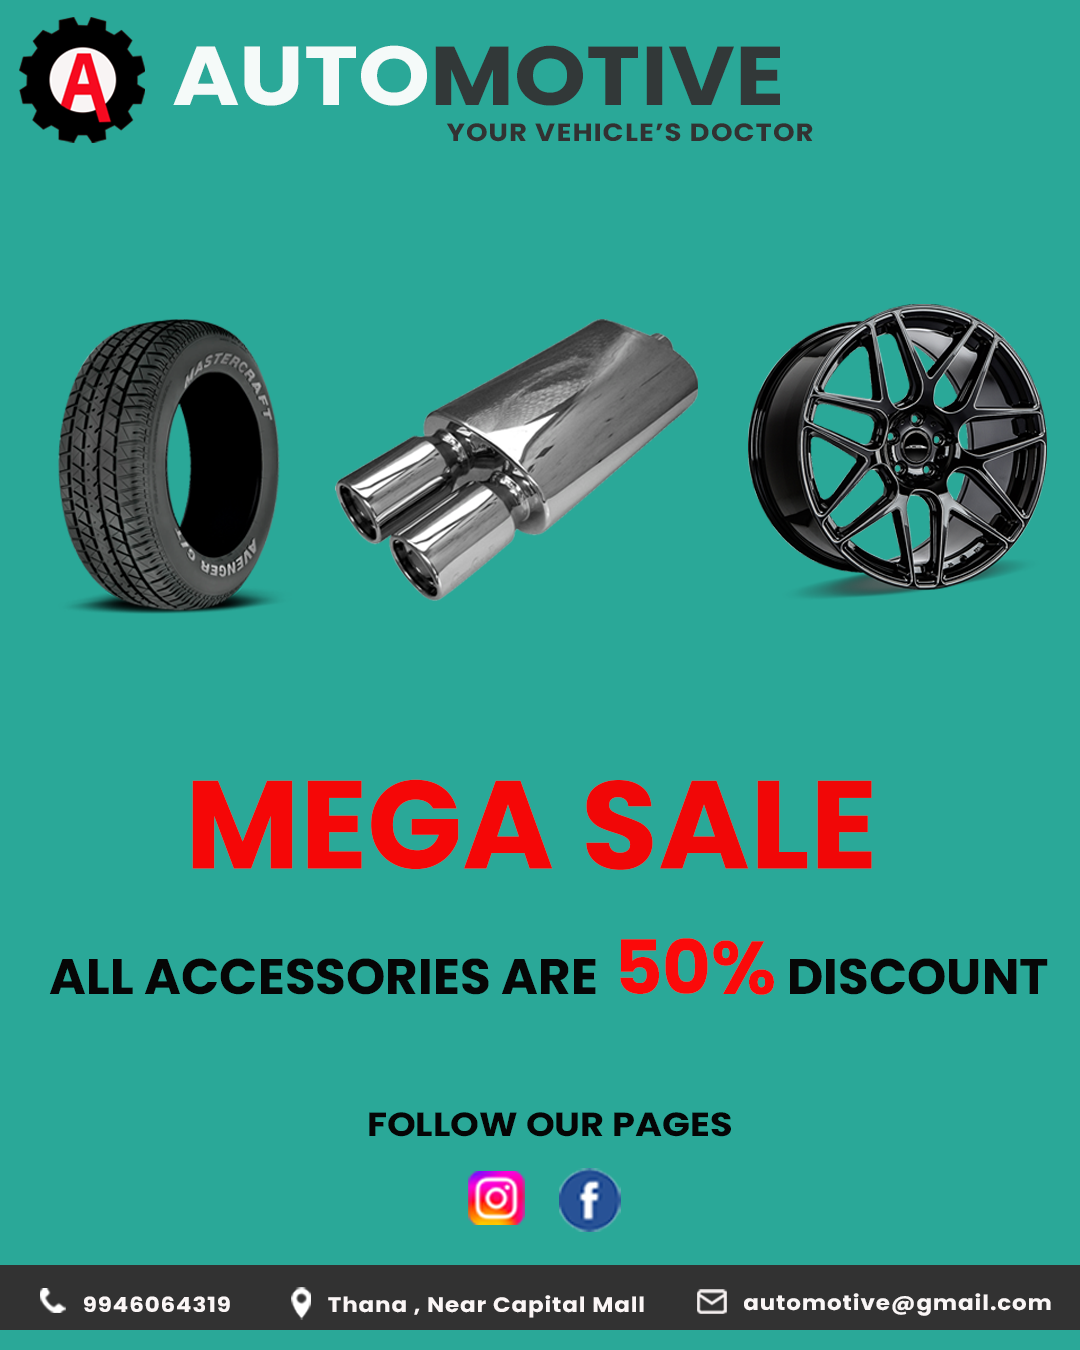 A
AUTOMOTIVE
YOUR VEHICLE’S DOCTOR
MASTERCRAFT
AVENGER G/T
MEGA SALE
ALL ACCESSORIES ARE 50% DISCOUNT
FOLLOW OUR PAGES
9946064319
Thana , Near Capital Mall
automotive@gmail.com